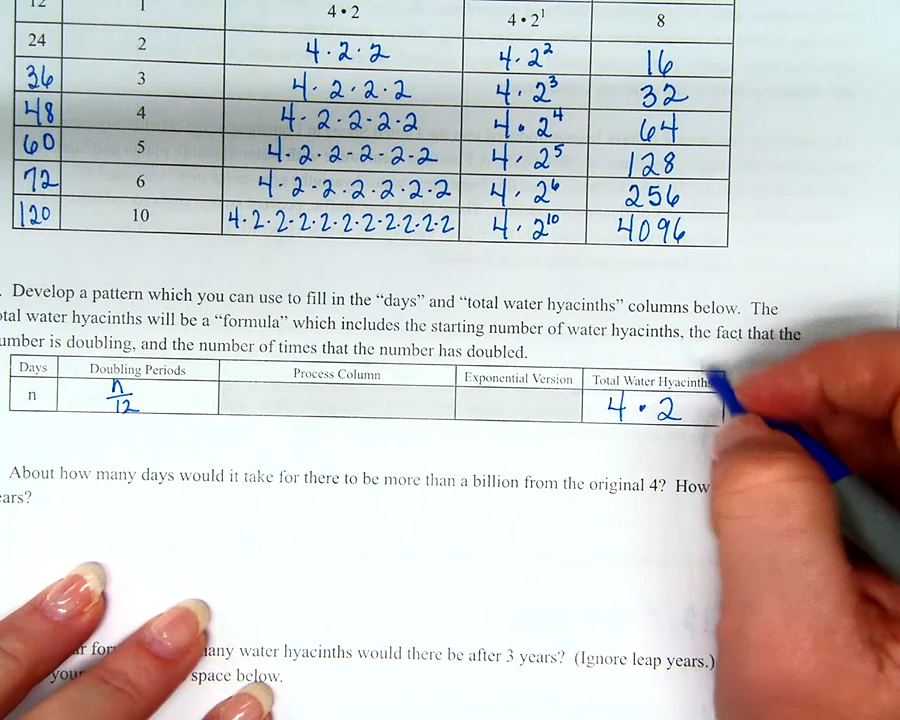 12 1 4 • 2 4 • 2¹ 8
24 2 4 · 2 · 2 4 · 2² 16
36 3 4 · 2 · 2 · 2 4 · 2³ 32
48 4 4 · 2 · 2 · 2 · 2 4 · 2⁴ 64
60 5 4 · 2 · 2 · 2 · 2 · 2 4 · 2⁵ 128
72 6 4 · 2 · 2 · 2 · 2 · 2 · 2 4 · 2⁶ 256
120 10 4·2·2·2·2·2·2·2·2·2·2 4 · 2¹⁰ 4096
. Develop a pattern which you can use to fill in the “days” and “total water hyacinths” columns below. The
otal water hyacinths will be a “formula” which includes the starting number of water hyacinths, the fact that the
umber is doubling, and the number of times that the number has doubled.
Days Doubling Periods Process Column Exponential Version Total Water Hyacinth
n n/12 4 · 2
About how many days would it take for there to be more than a billion from the original 4? How
ears?
for many water hyacinths would there be after 3 years? (Ignore leap years.)
space below.